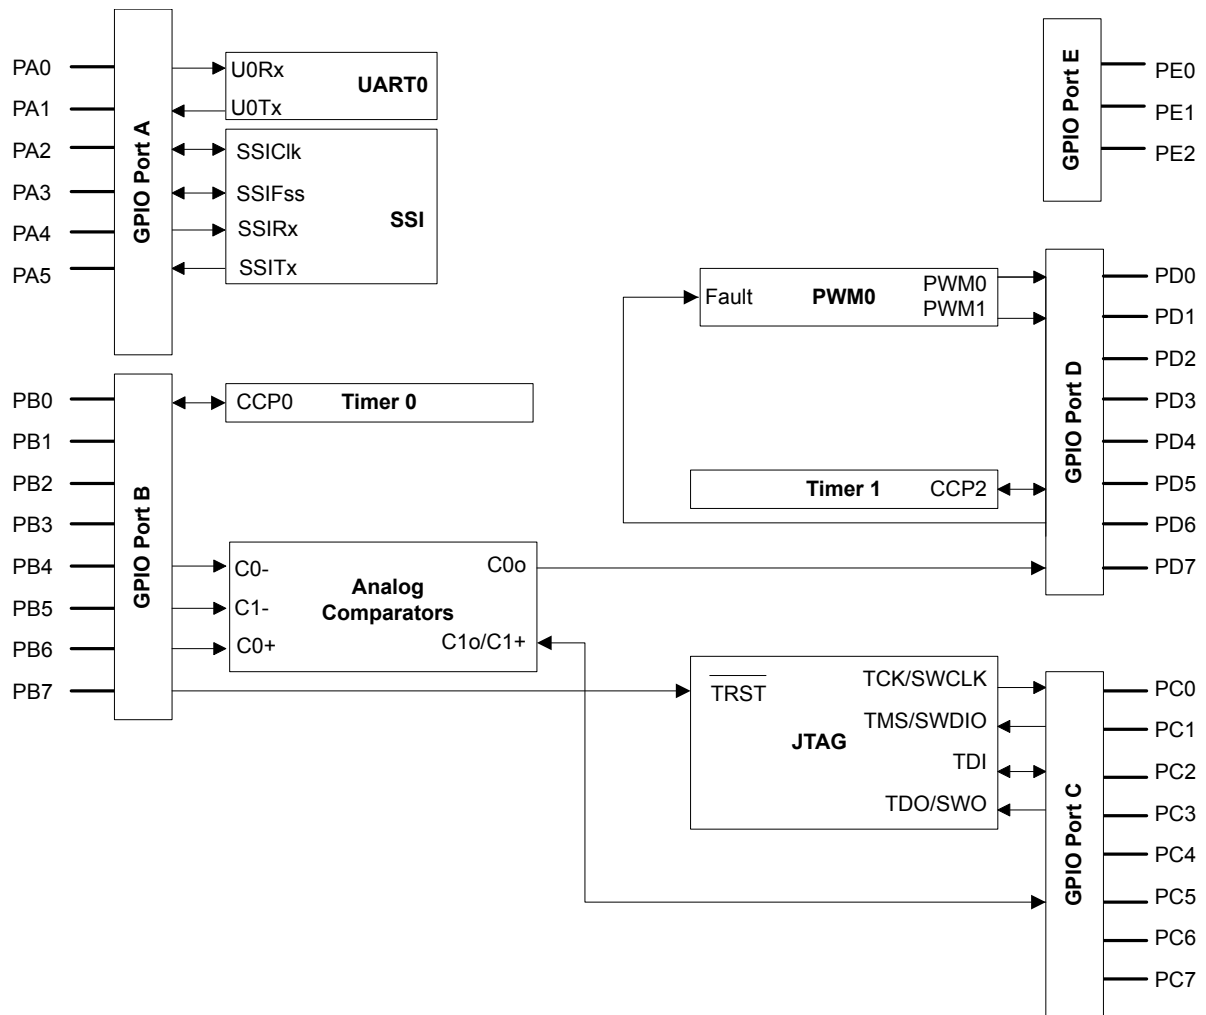 PA0
PA1
PA2
PA3
PA4
PA5
GPIO Port A
U0Rx
UART0
U0Tx
SSIClk
SSIFss
SSI
SSIRx
SSITx
PB0
PB1
PB2
PB3
PB4
PB5
PB6
PB7
GPIO Port B
CCP0 Timer 0
C0- C0o
Analog
Comparators
C1-
C0+ C1o/C1+
GPIO Port E
PE0
PE1
PE2
Fault PWM0 PWM0
PWM1
Timer 1 CCP2
GPIO Port D
PD0
PD1
PD2
PD3
PD4
PD5
PD6
PD7
TRST TCK/SWCLK
TMS/SWDIO
JTAG
TDI
TDO/SWO
GPIO Port C
PC0
PC1
PC2
PC3
PC4
PC5
PC6
PC7